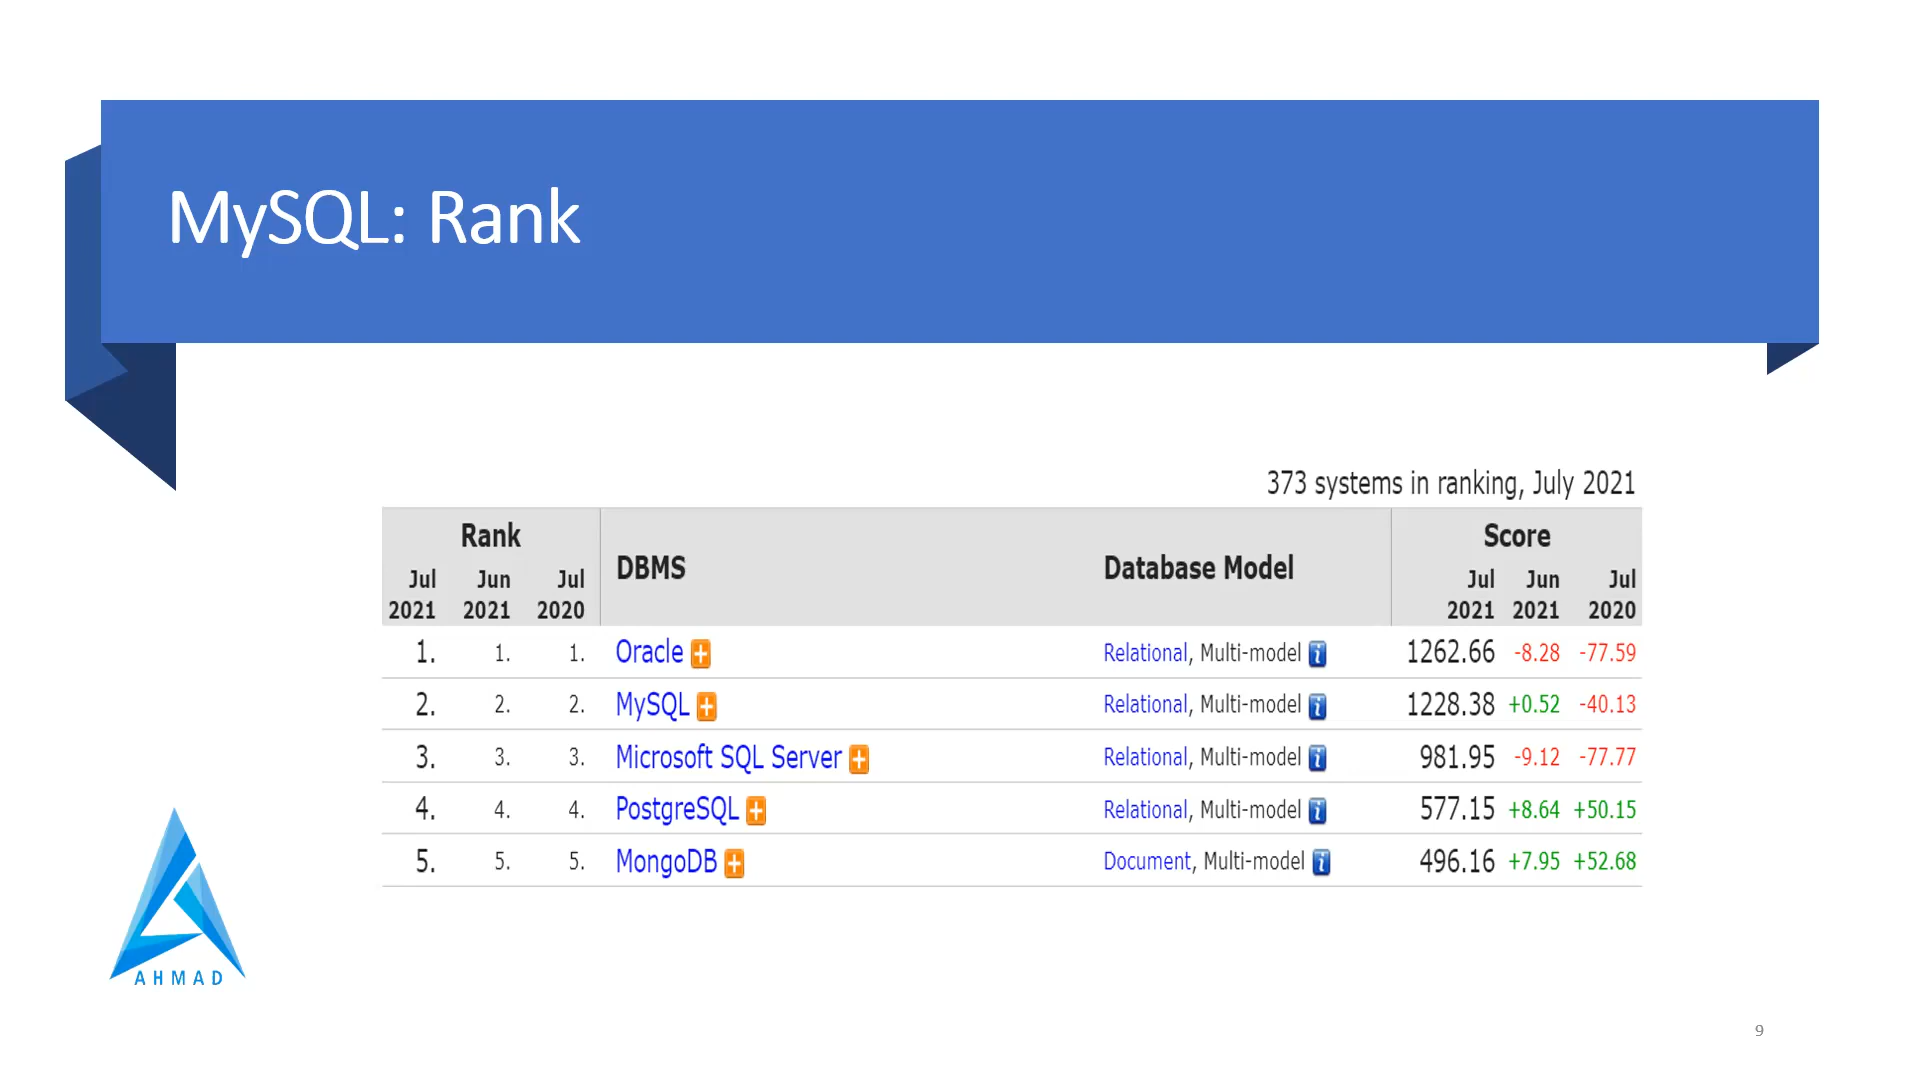 MySQL: Rank
373 systems in ranking, July 2021
Rank Score
DBMS Database Model
Jul Jun Jul Jul Jun Jul
2021 2021 2020 2021 2021 2020
1. 1. 1. Oracle Relational, Multi-model 1262.66 -8.28 -77.59
2. 2. 2. MySQL Relational, Multi-model 1228.38 +0.52 -40.13
3. 3. 3. Microsoft SQL Server Relational, Multi-model 981.95 -9.12 -77.77
4. 4. 4. PostgreSQL Relational, Multi-model 577.15 +8.64 +50.15
5. 5. 5. MongoDB Document, Multi-model 496.16 +7.95 +52.68
AHMAD
9